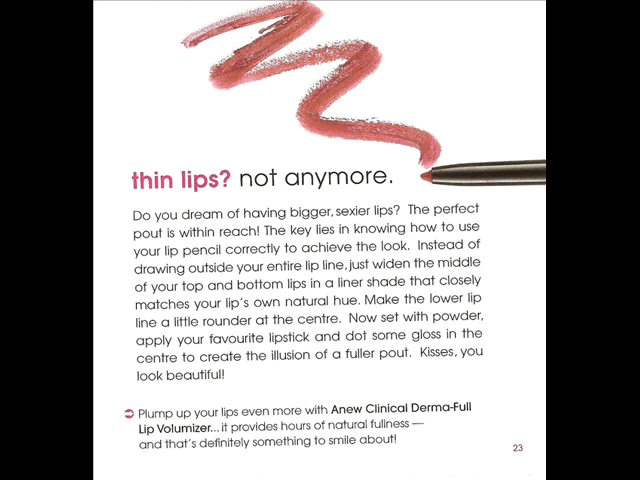 thin lips? not anymore.
Do you dream of having bigger, sexier lips? The perfect
pout is within reach! The key lies in knowing how to use
your lip pencil correctly to achieve the look. Instead of
drawing outside your entire lip line, just widen the middle
of your top and bottom lips in a liner shade that closely
matches your lip's own natural hue. Make the lower lip
line a little rounder at the centre. Now set with powder,
apply your favourite lipstick and dot some gloss in the
centre to create the illusion of a fuller pout. Kisses, you
look beautiful!
Plump up your lips even more with Anew Clinical Derma-Full
Lip Volumizer... it provides hours of natural fullness —
and that's definitely something to smile about!
23